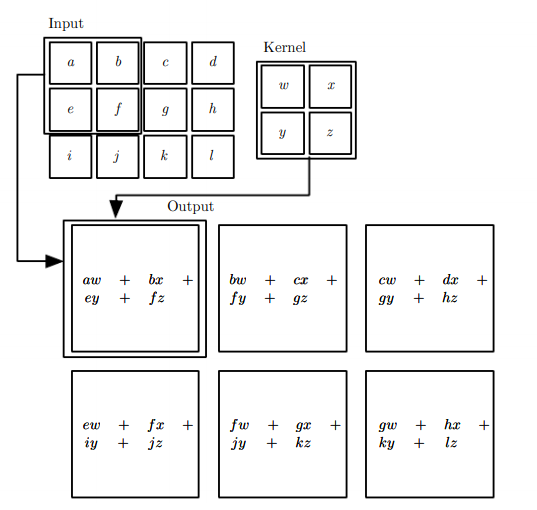 Input
Kernel
a b c d
w x
e f g h
y z
i j k l
Output
aw + bx +
ey + fz
bw + cx +
fy + gz
cw + dx +
gy + hz
ew + fx +
iy + jz
fw + gx +
jy + kz
gw + hx +
ky + lz